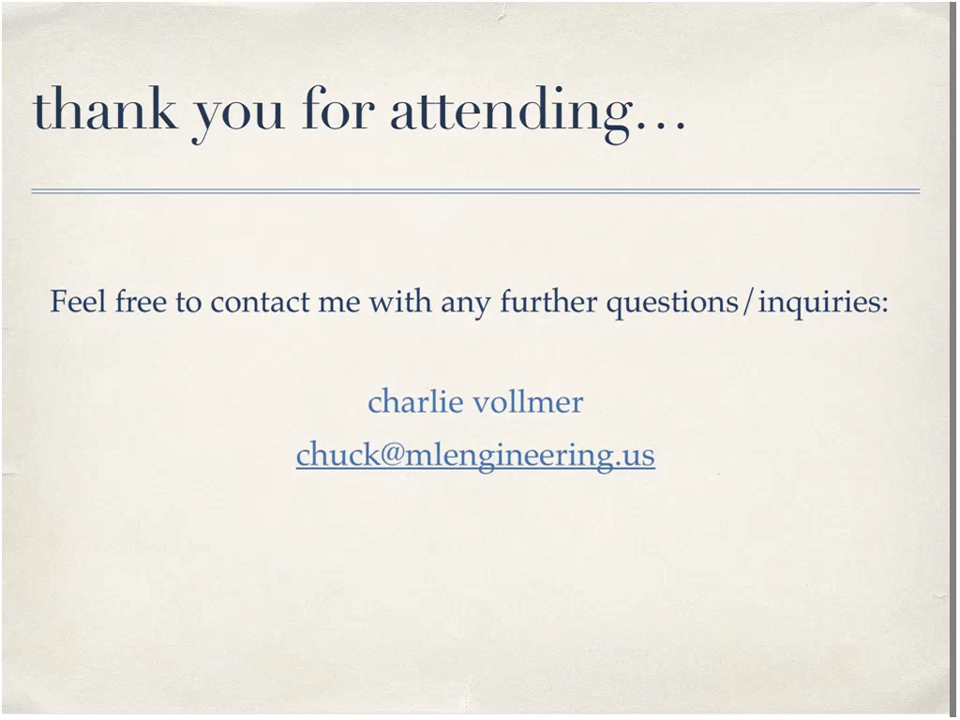 thank you for attending…
Feel free to contact me with any further questions/inquiries:
charlie vollmer
chuck@mlengineering.us